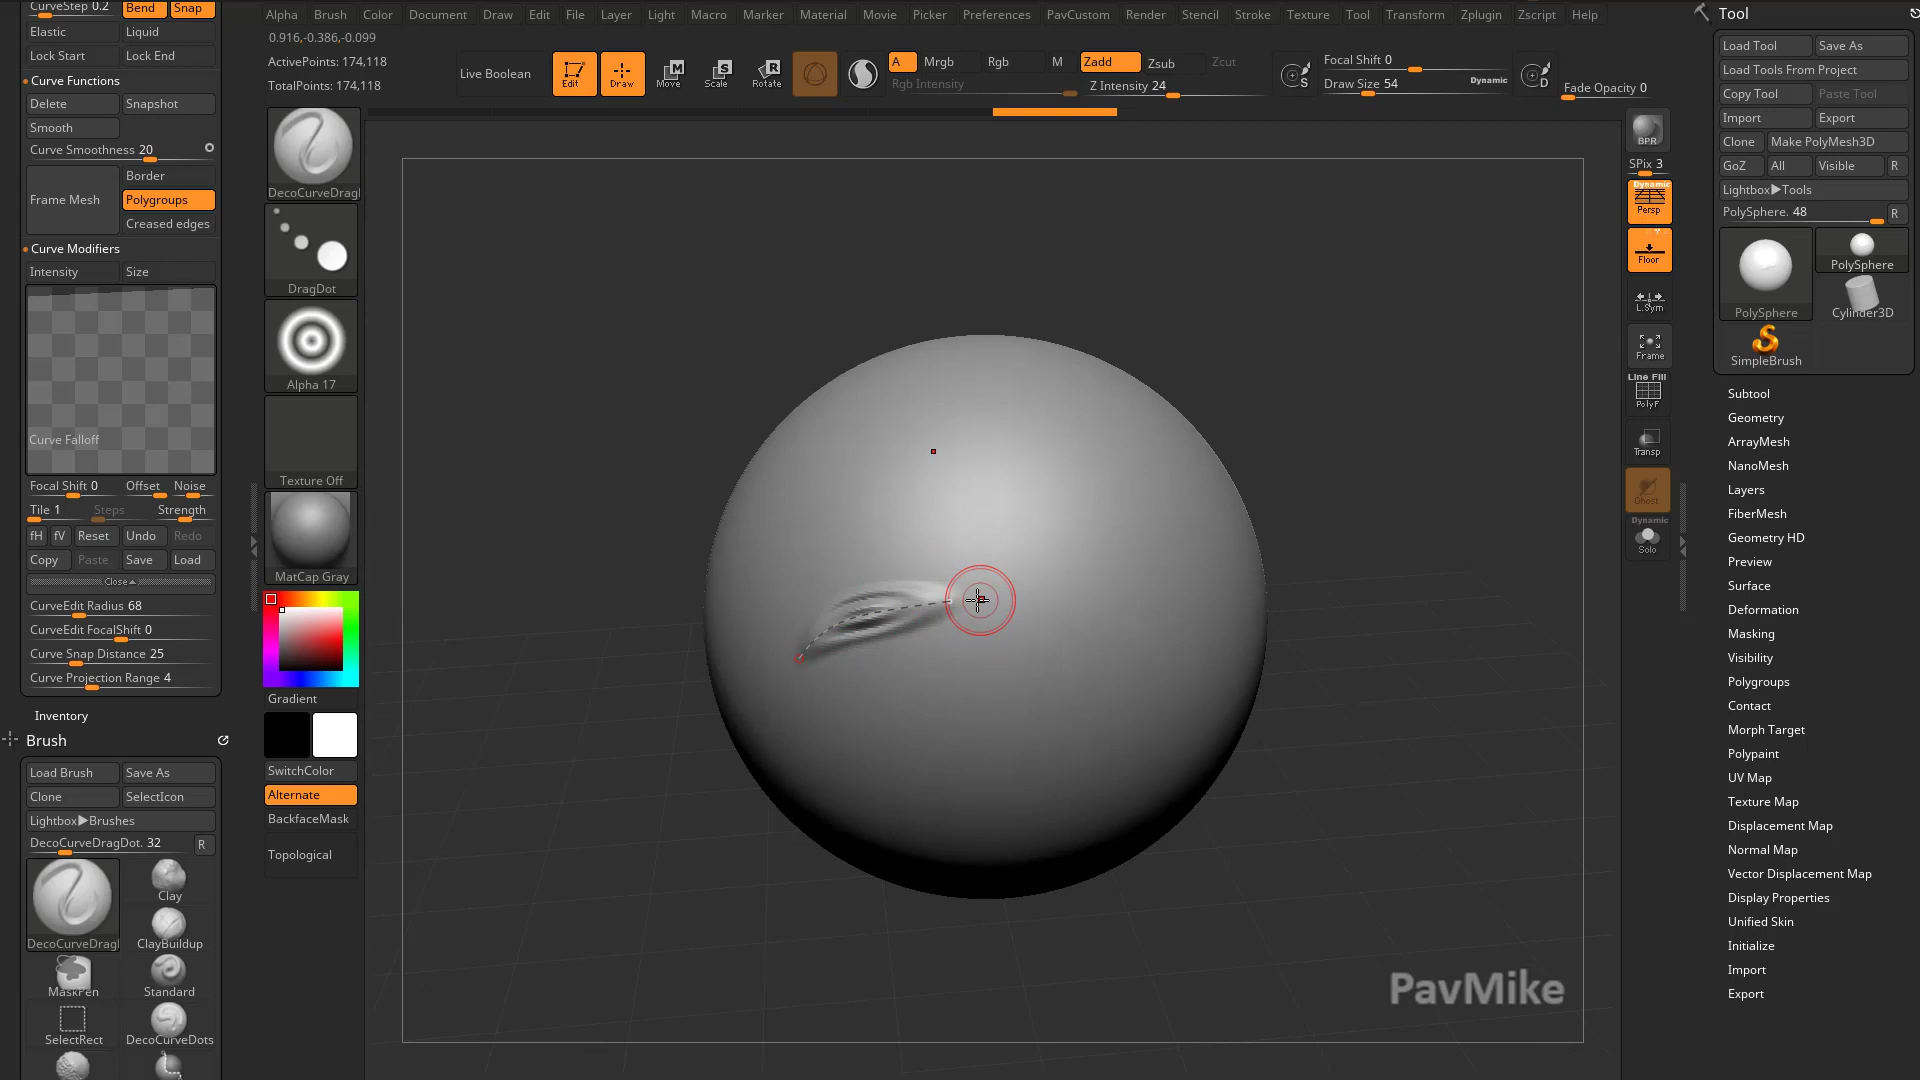 CurveStep 0.2 Bend Snap
Elastic Liquid
Lock Start Lock End
Curve Functions
Delete Snapshot
Smooth
Curve Smoothness 20
Frame Mesh
Border
Polygroups
Creased edges
Curve Modifiers
Intensity Size
Curve Falloff
Focal Shift 0 Offset Noise
Tile 1 Steps Strength
fH fV Reset Undo Redo
Copy Paste Save Load
Close
CurveEdit Radius 68
CurveEdit FocalShift 0
Curve Snap Distance 25
Curve Projection Range 4
Inventory
Brush
Load Brush Save As
Clone SelectIcon
Lightbox▶Brushes
DecoCurveDragDot. 32 R
DecoCurveDragl Clay
ClayBuildup
MaskPen Standard
SelectRect DecoCurveDots
Alpha Brush Color Document Draw Edit File Layer Light Macro Marker Material Movie Picker Preferences PavCustom Render Stencil Stroke Texture Tool Transform Zplugin Zscript Help
0.916,-0.386,-0.099
ActivePoints: 174,118
TotalPoints: 174,118
Live Boolean
Edit Draw Move Scale Rotate
A Mrgb Rgb M Zadd Zsub Zcut
Rgb Intensity Z Intensity 24
Focal Shift 0
Draw Size 54 Dynamic
Fade Opacity 0
DecoCurveDragl
DragDot
Alpha 17
Texture Off
MatCap Gray
Gradient
SwitchColor
Alternate
BackfaceMask
Topological
PavMike
BPR
SPix 3
Dynamic
Persp
Floor
L.Sym
Frame
Line Fill
PolyF
Transp
Ghost
Dynamic
Solo
Tool
Load Tool Save As
Load Tools From Project
Copy Tool Paste Tool
Import Export
Clone Make PolyMesh3D
GoZ All Visible R
Lightbox▶Tools
PolySphere. 48 R
PolySphere PolySphere
Cylinder3D
SimpleBrush
Subtool
Geometry
ArrayMesh
NanoMesh
Layers
FiberMesh
Geometry HD
Preview
Surface
Deformation
Masking
Visibility
Polygroups
Contact
Morph Target
Polypaint
UV Map
Texture Map
Displacement Map
Normal Map
Vector Displacement Map
Display Properties
Unified Skin
Initialize
Import
Export